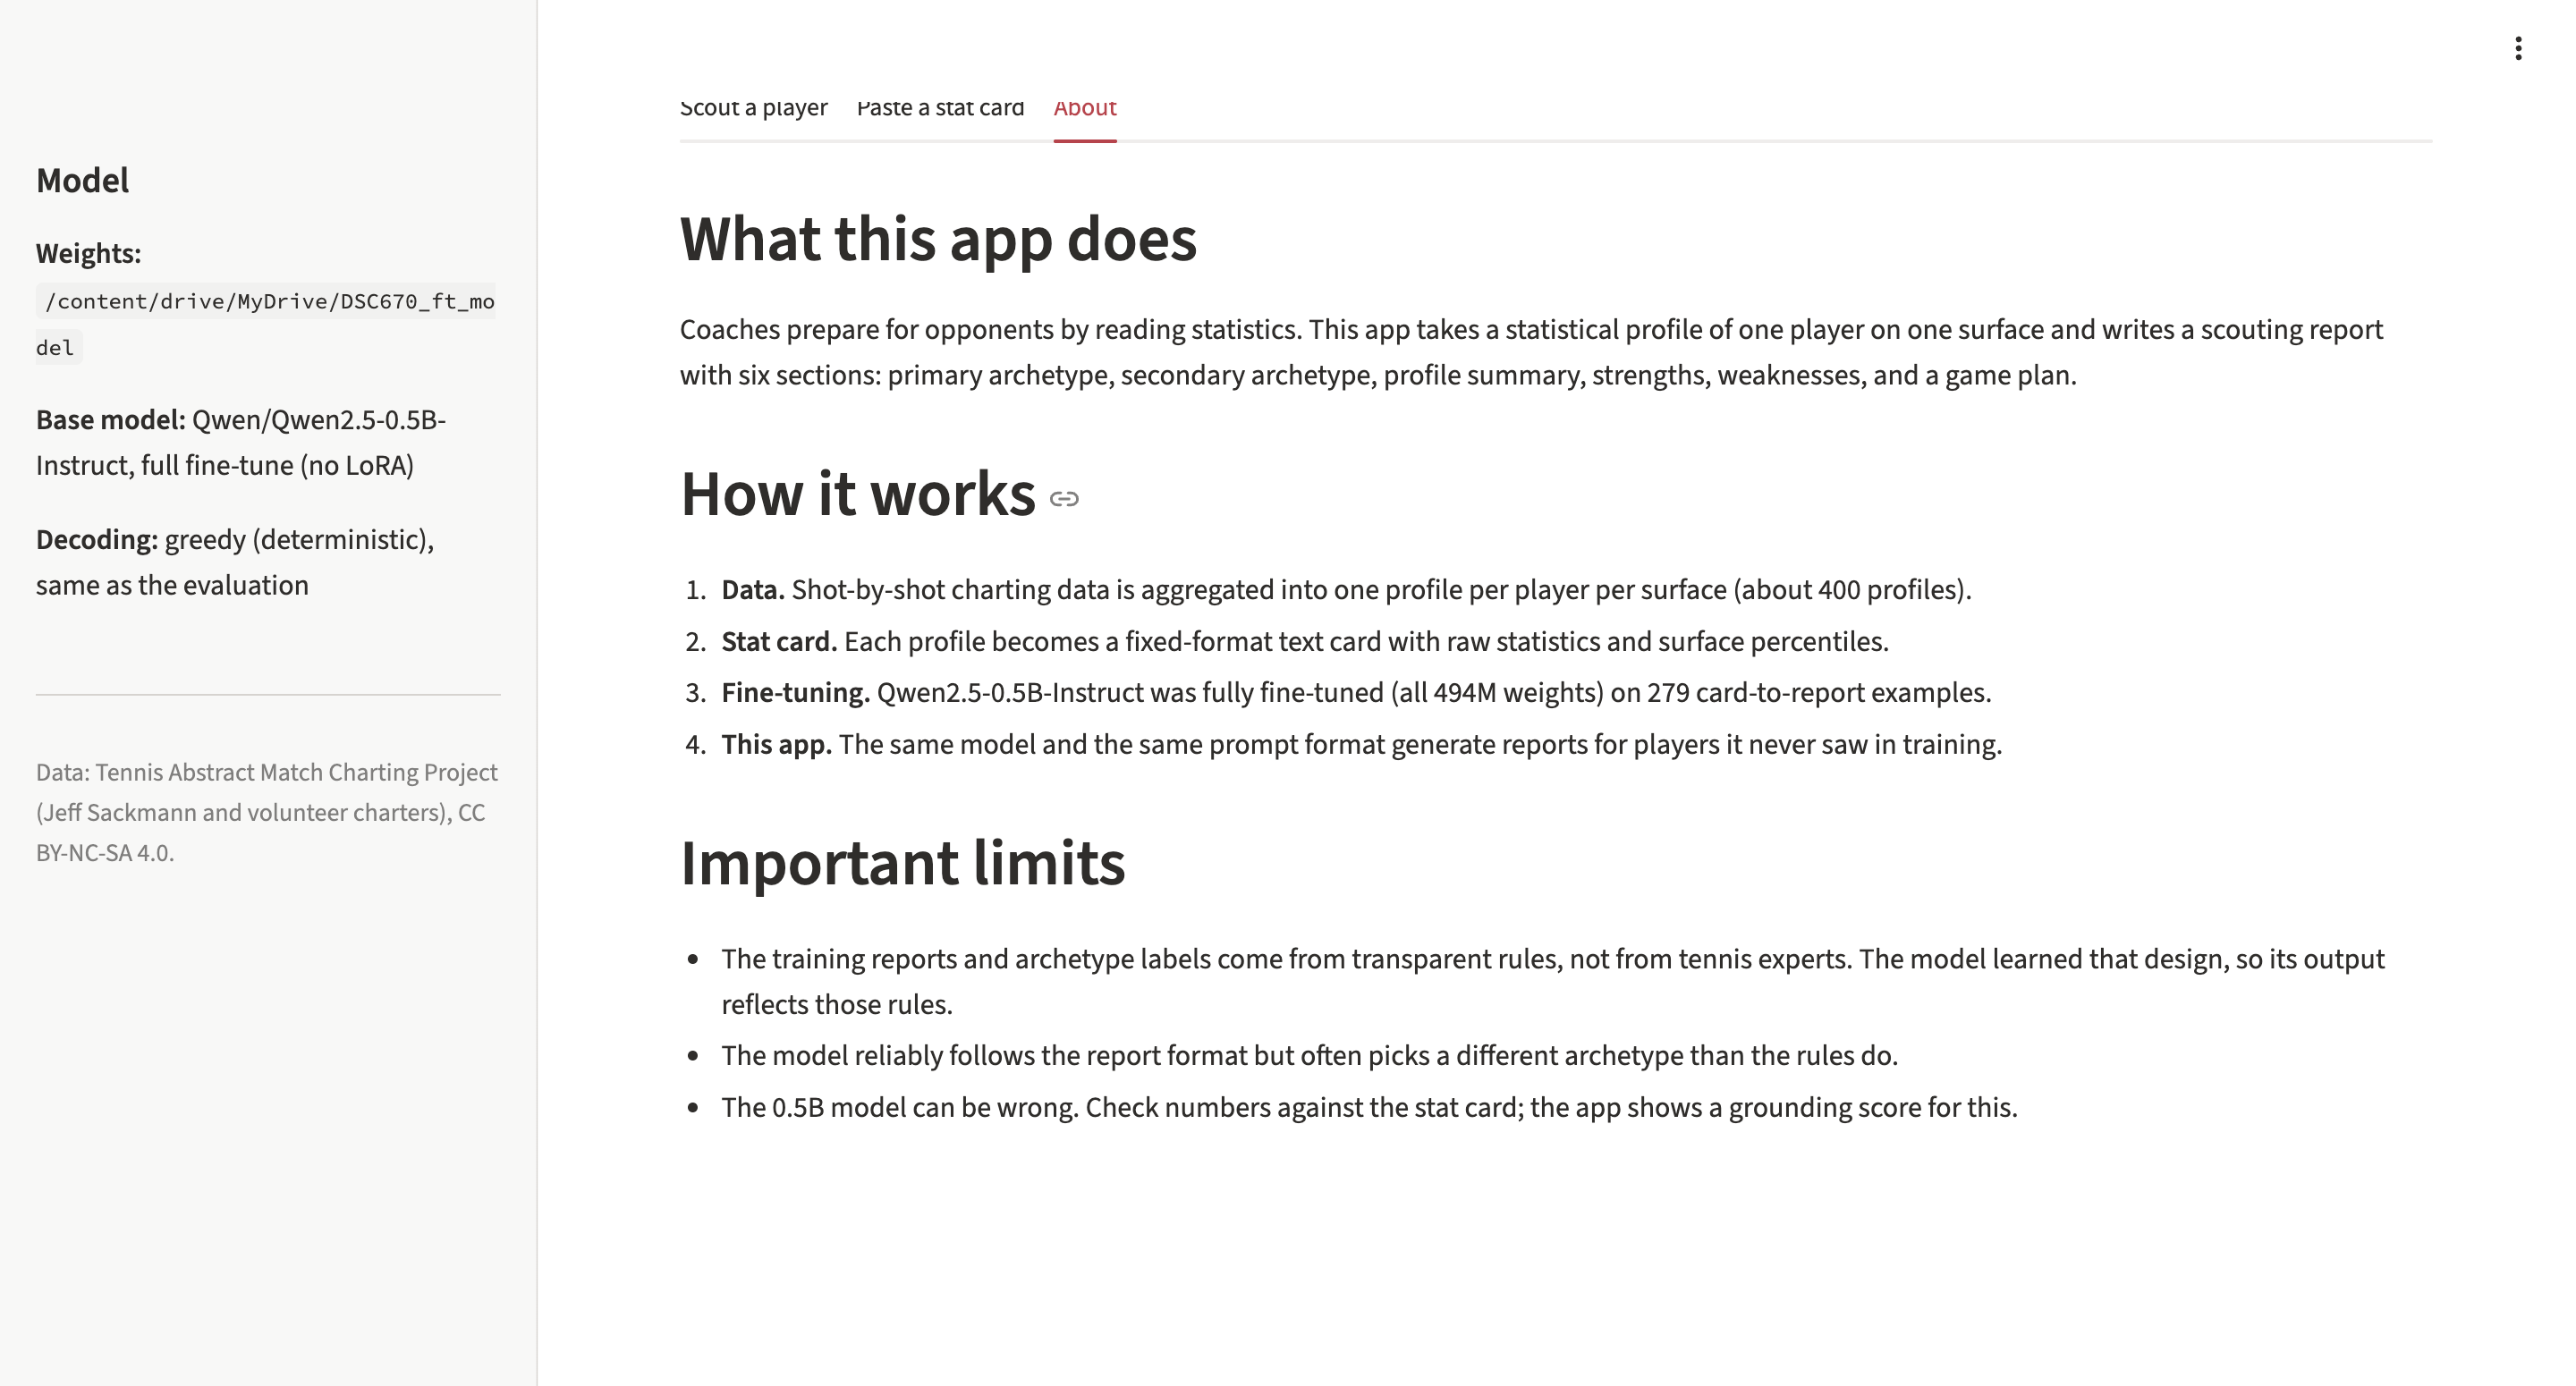 Model
Weights:
/content/drive/MyDrive/DSC670_ft_mo
del
Base model: Qwen/Qwen2.5-0.5B-
Instruct, full fine-tune (no LoRA)
Decoding: greedy (deterministic),
same as the evaluation
Data: Tennis Abstract Match Charting Project
(Jeff Sackmann and volunteer charters), CC
BY-NC-SA 4.0.
Scout a player Paste a stat card About
What this app does
Coaches prepare for opponents by reading statistics. This app takes a statistical profile of one player on one surface and writes a scouting report
with six sections: primary archetype, secondary archetype, profile summary, strengths, weaknesses, and a game plan.
How it works
1. Data. Shot-by-shot charting data is aggregated into one profile per player per surface (about 400 profiles).
2. Stat card. Each profile becomes a fixed-format text card with raw statistics and surface percentiles.
3. Fine-tuning. Qwen2.5-0.5B-Instruct was fully fine-tuned (all 494M weights) on 279 card-to-report examples.
4. This app. The same model and the same prompt format generate reports for players it never saw in training.
Important limits
• The training reports and archetype labels come from transparent rules, not from tennis experts. The model learned that design, so its output
reflects those rules.
• The model reliably follows the report format but often picks a different archetype than the rules do.
• The 0.5B model can be wrong. Check numbers against the stat card; the app shows a grounding score for this.